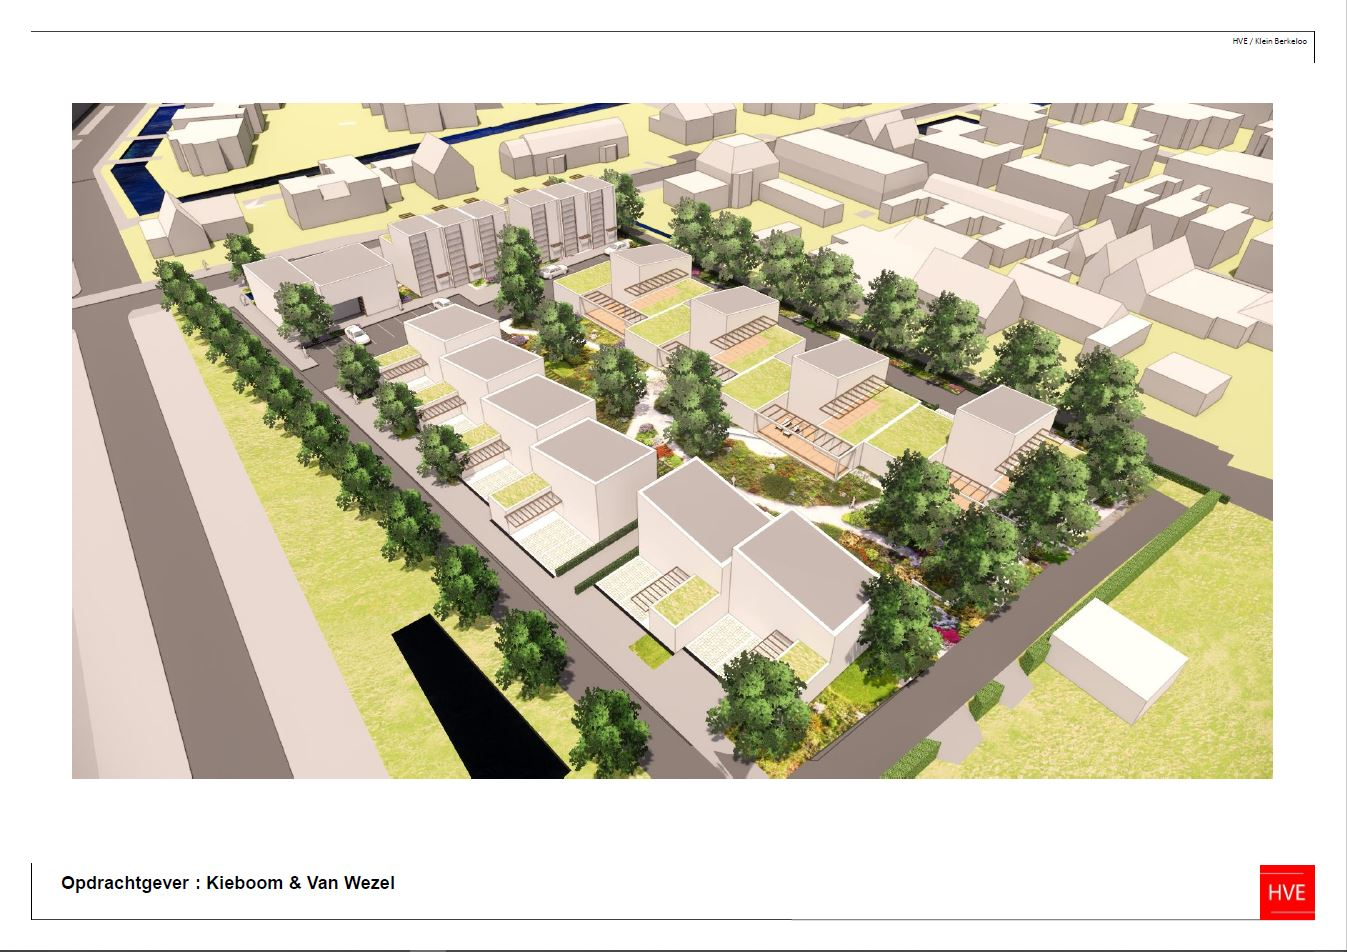 HVE / Klein Berkeloo
Opdrachtgever : Kieboom & Van Wezel
HVE